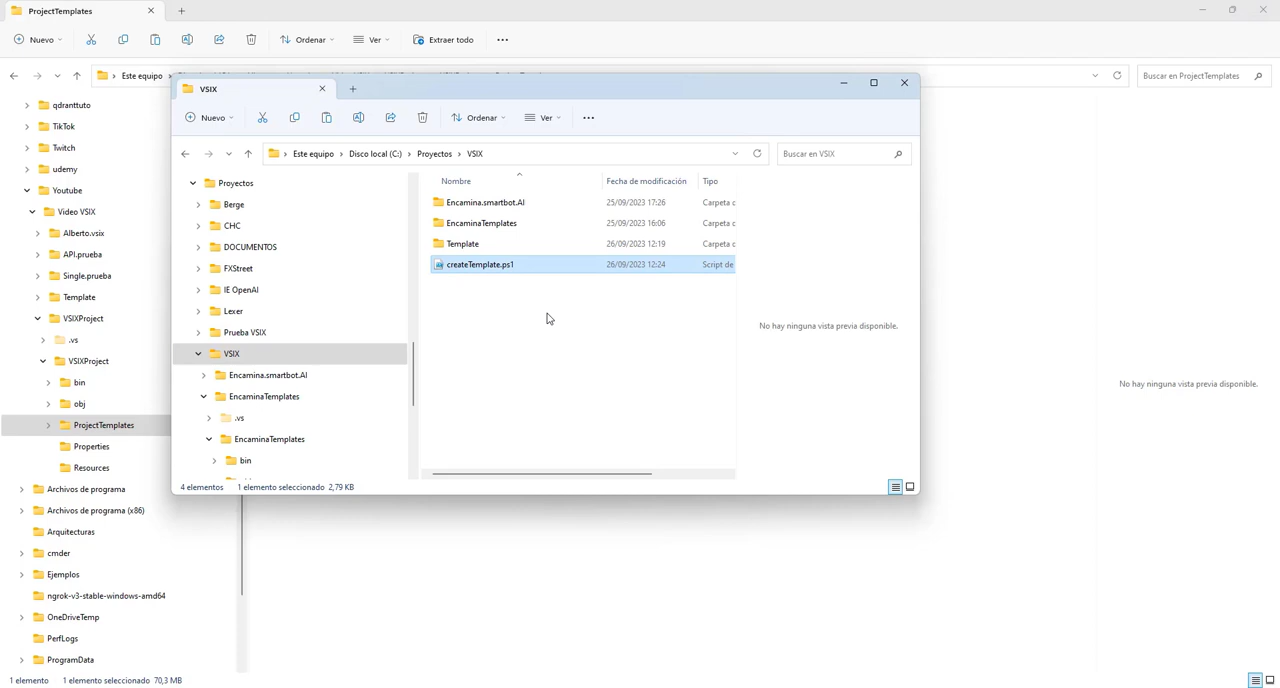 ProjectTemplates
Nuevo
Ordenar
Ver
Extraer todo
Este equipo
Buscar en ProjectTemplates
qdranttuto
TikTok
Twitch
udemy
Youtube
Video VSIX
Alberto.vsix
API.prueba
Single.prueba
Template
VSIXProject
.vs
VSIXProject
bin
obj
ProjectTemplates
Properties
Resources
Archivos de programa
Archivos de programa (x86)
Arquitecturas
cmder
Ejemplos
ngrok-v3-stable-windows-amd64
OneDriveTemp
PerfLogs
ProgramData
1 elemento 1 elemento seleccionado 70,3 MB
No hay ninguna vista previa disponible.
VSIX
Nuevo
Ordenar
Ver
Este equipo > Disco local (C:) > Proyectos > VSIX
Buscar en VSIX
Proyectos
Berge
CHC
DOCUMENTOS
FXStreet
IE OpenAI
Lexer
Prueba VSIX
VSIX
Encamina.smartbot.AI
EncaminaTemplates
.vs
EncaminaTemplates
bin
Nombre Fecha de modificación Tipo
Encamina.smartbot.AI 25/09/2023 17:26 Carpeta d
EncaminaTemplates 25/09/2023 16:06 Carpeta d
Template 26/09/2023 12:19 Carpeta d
createTemplate.ps1 26/09/2023 12:24 Script de
No hay ninguna vista previa disponible.
4 elementos 1 elemento seleccionado 2,79 KB